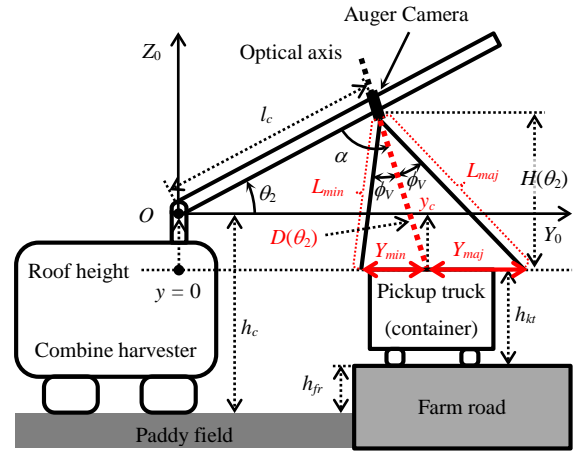 Auger Camera
Z0
Optical axis
lc
α
H(θ2)
θ2
Lmin
ϕV
ϕV
Lmaj
O
yc
Y0
D(θ2)
Ymin
Ymaj
Roof height
y = 0
Pickup truck
(container)
hc
hkt
Combine harvester
hfr
Farm road
Paddy field